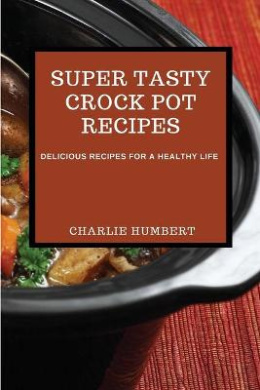 SUPER TASTY
CROCK POT
RECIPES
DELICIOUS RECIPES FOR A HEALTHY LIFE
CHARLIE HUMBERT